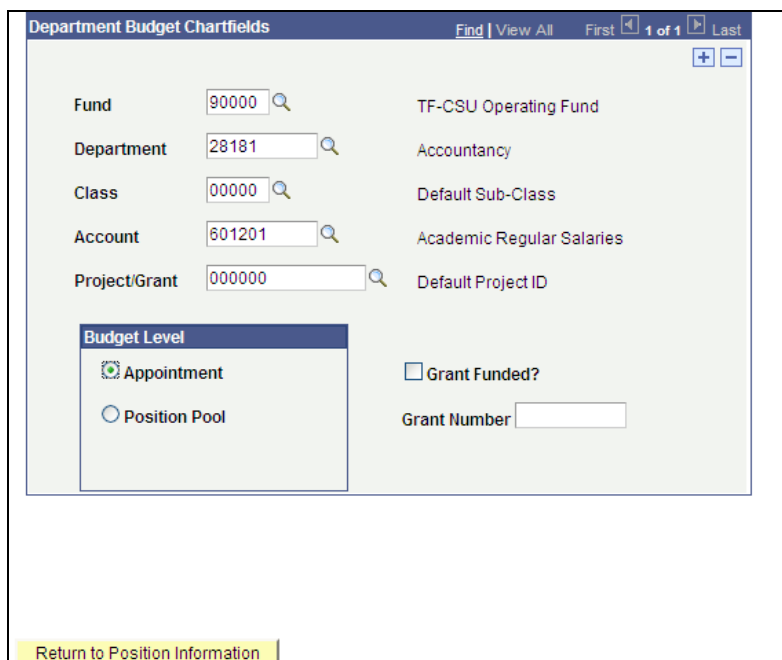 Department Budget Chartfields Find | View All First 1 of 1 Last
Fund 90000 TF-CSU Operating Fund
Department 28181 Accountancy
Class 00000 Default Sub-Class
Account 601201 Academic Regular Salaries
Project/Grant 000000 Default Project ID
Budget Level
Appointment Grant Funded?
Position Pool Grant Number
Return to Position Information